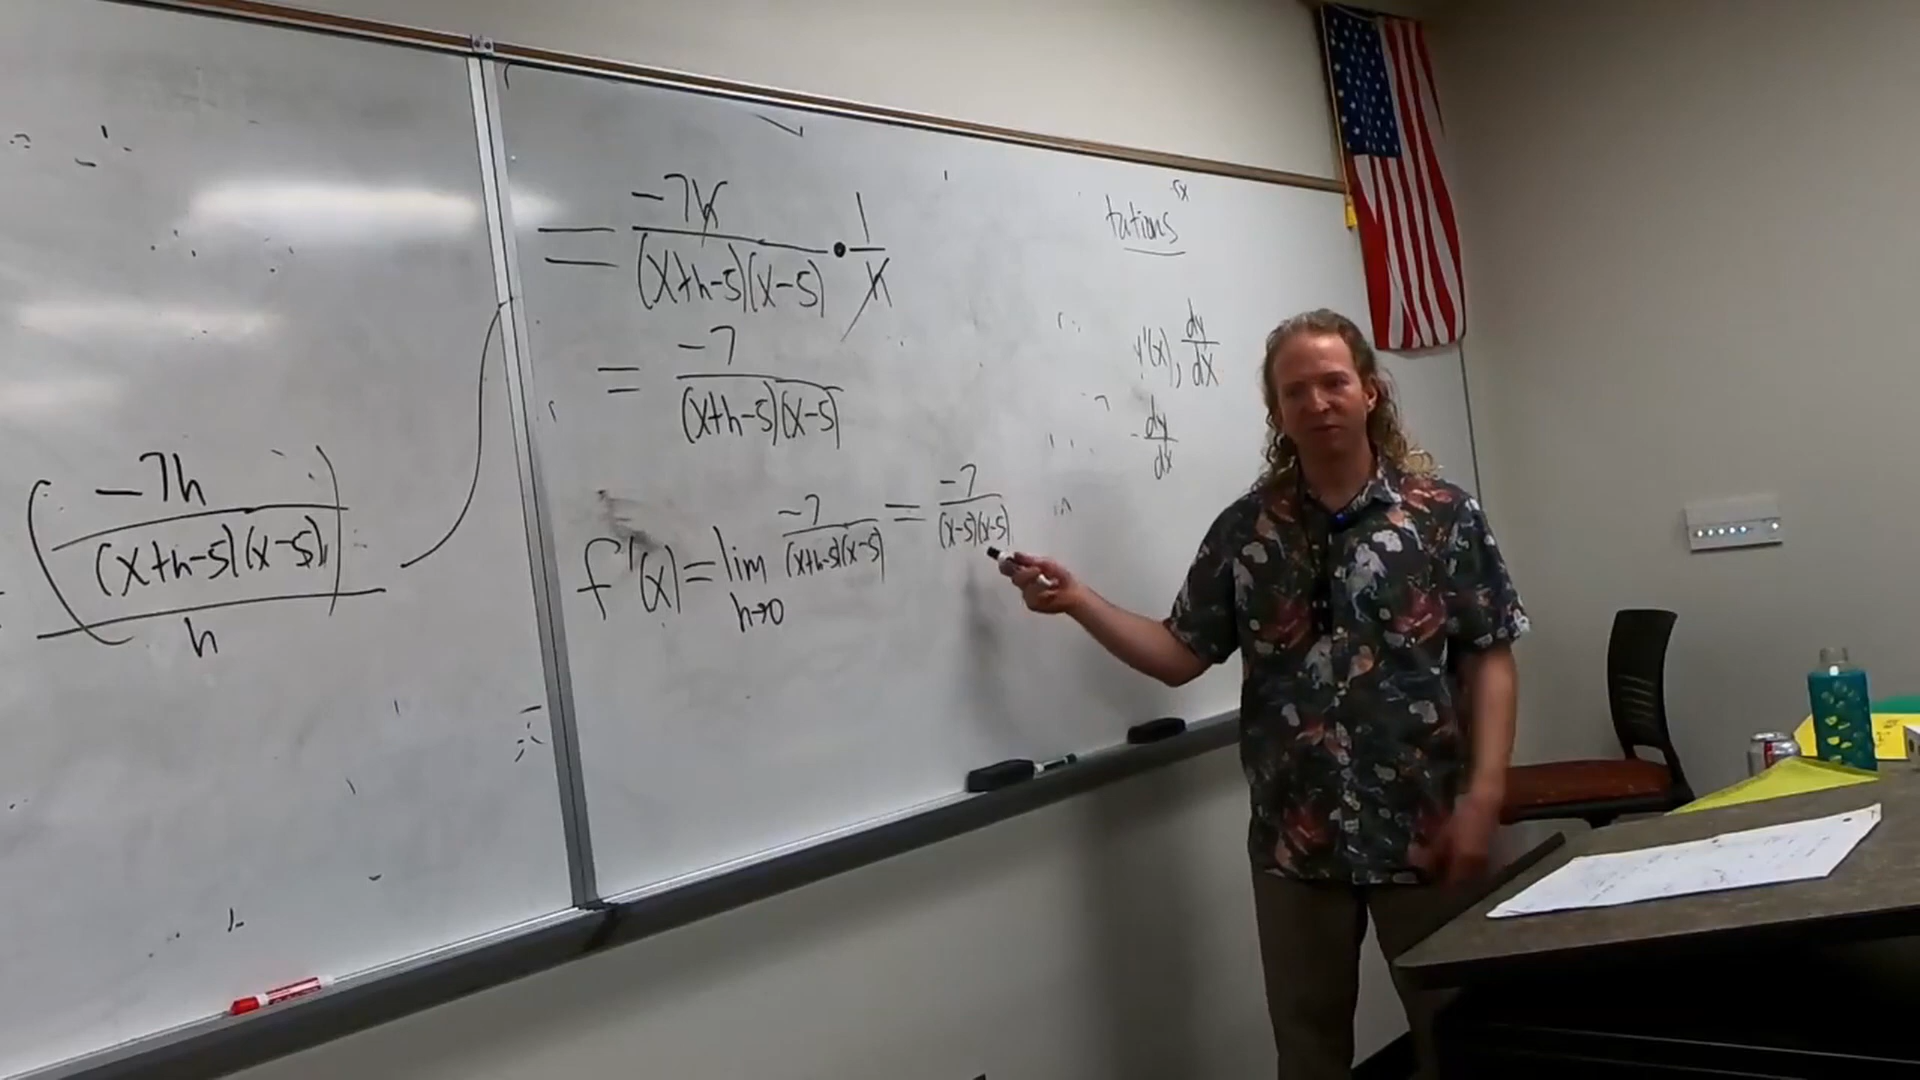 -7h
(x+h-5)(x-5)
h
= -7h/(x+h-5)(x-5) • 1/h
= -7/(x+h-5)(x-5)
f'(x) = lim h→0 -7/(x+h-5)(x-5) = -7/(x-5)(x-5)
tations
y'(x), dy/dx
dy/dx